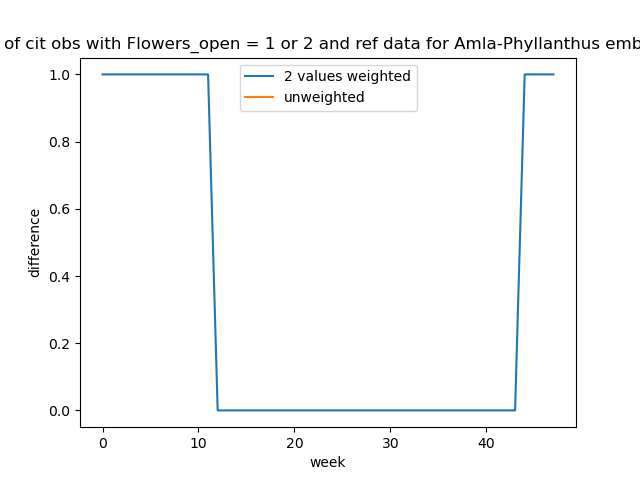 of cit obs with Flowers_open = 1 or 2 and ref data for Amla-Phyllanthus emb
2 values weighted
unweighted
1.0
0.8
0.6
0.4
0.2
0.0
difference
0 10 20 30 40
week